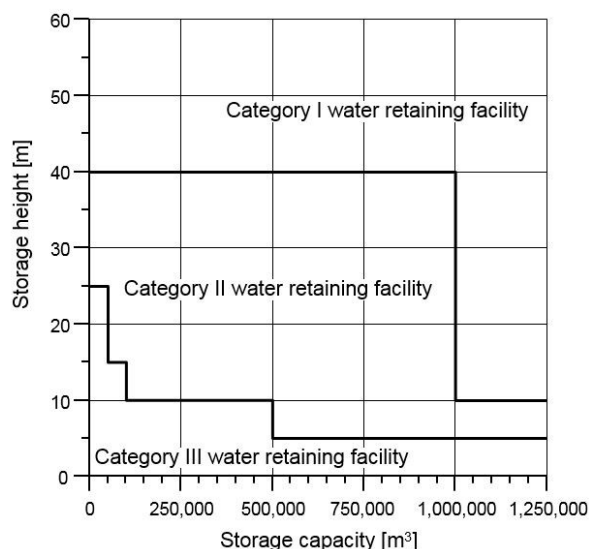 60
50
40
30
20
10
0
Storage height [m]
Category I water retaining facility
Category II water retaining facility
Category III water retaining facility
0
250,000
500,000
750,000
1,000,000
1,250,000
Storage capacity [m³]